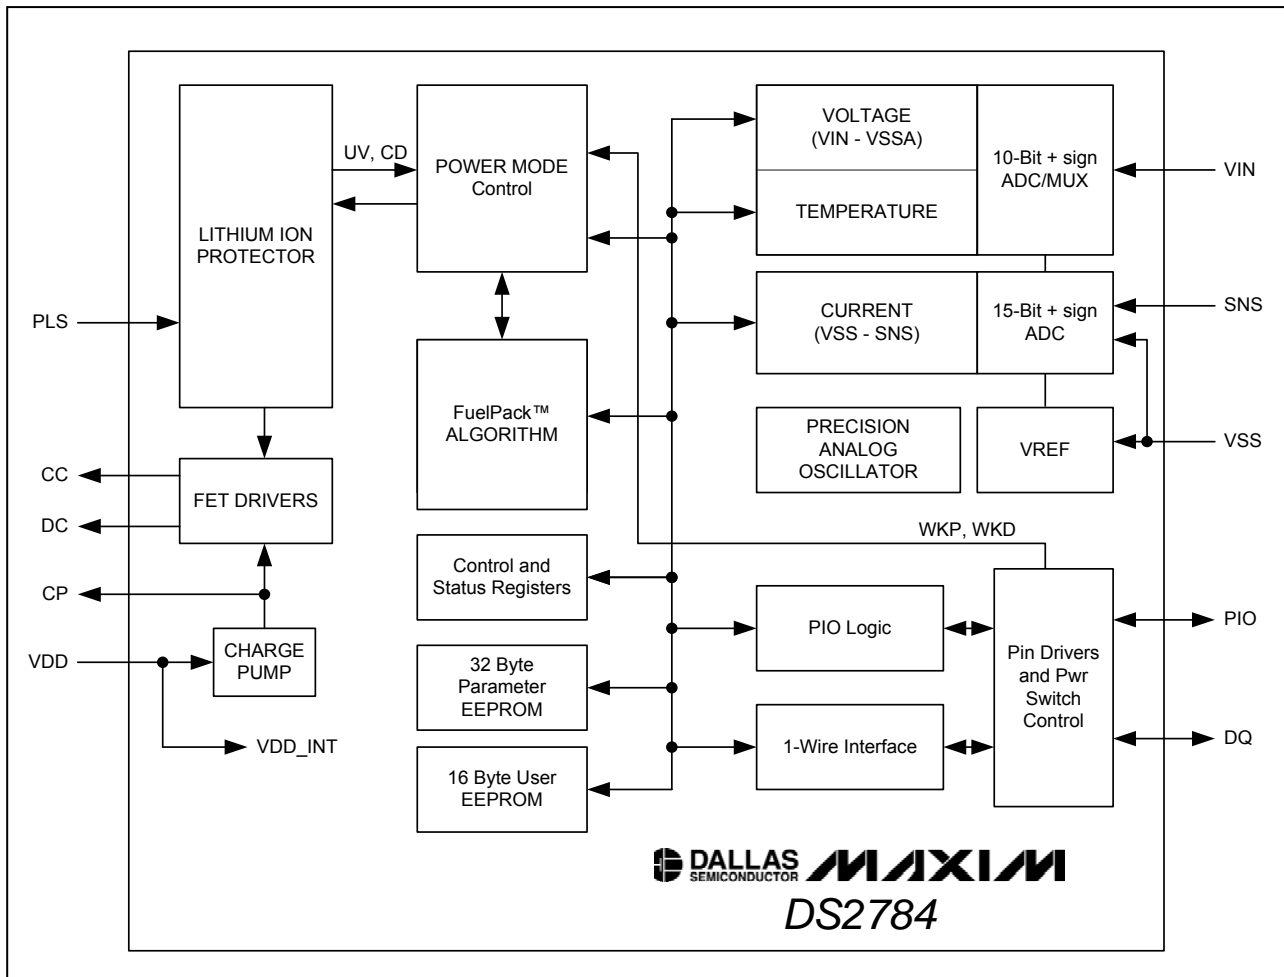 LITHIUM ION
PROTECTOR
UV, CD
POWER MODE
Control
VOLTAGE
(VIN - VSSA)
TEMPERATURE
10-Bit + sign
ADC/MUX
VIN
PLS
CURRENT
(VSS - SNS)
15-Bit + sign
ADC
SNS
FuelPack™
ALGORITHM
PRECISION
ANALOG
OSCILLATOR
VREF
VSS
CC
DC
FET DRIVERS
CP
VDD
CHARGE
PUMP
VDD_INT
Control and
Status Registers
32 Byte
Parameter
EEPROM
16 Byte User
EEPROM
WKP, WKD
PIO Logic
1-Wire Interface
Pin Drivers
and Pwr
Switch
Control
PIO
DQ
DALLAS
SEMICONDUCTOR
MAXIM
DS2784